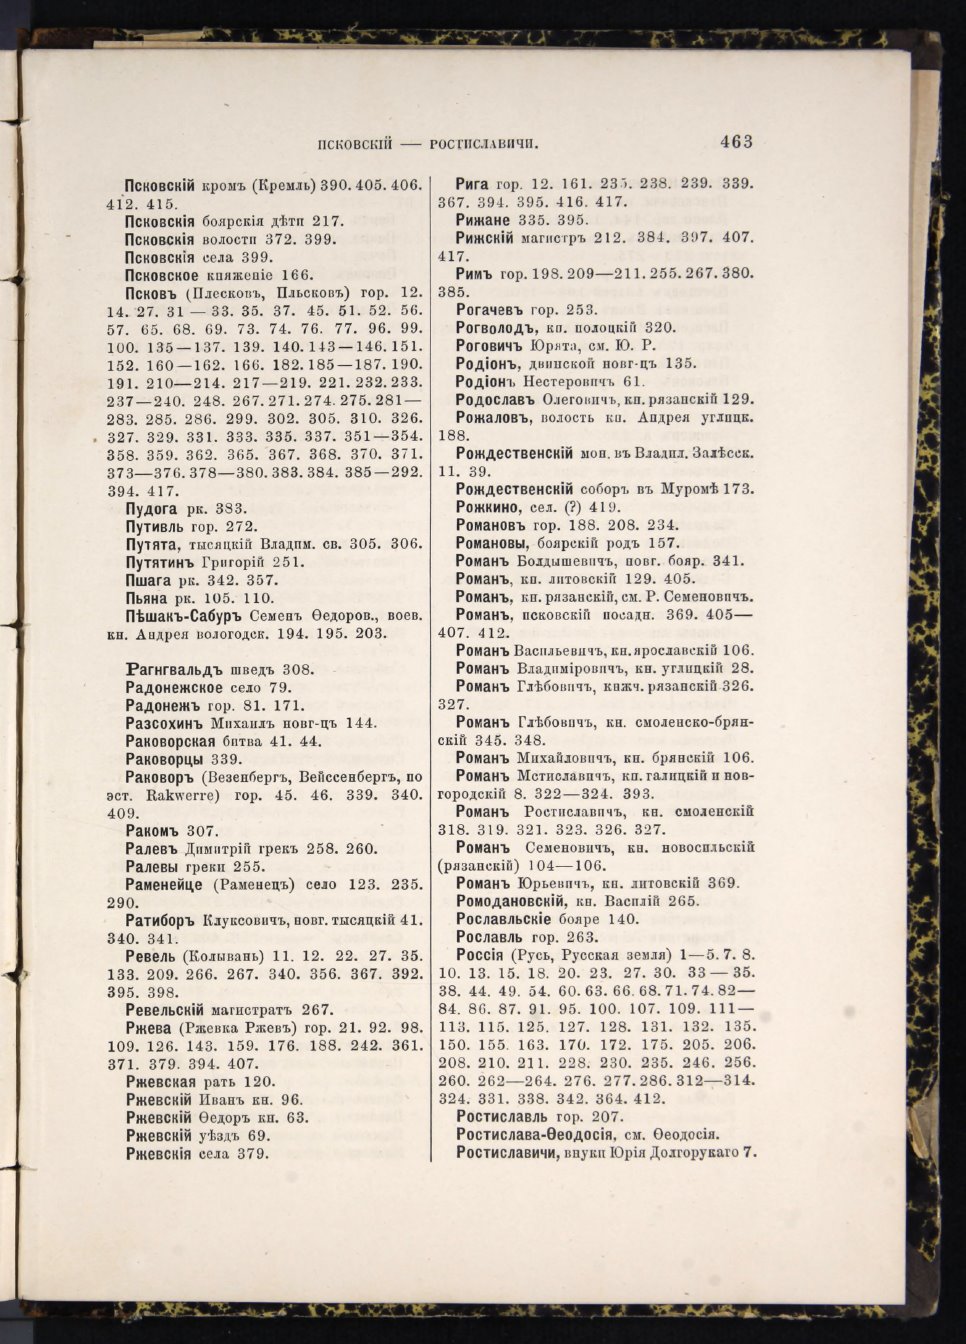 ПСКОВСКІЙ — РОСТИСЛАВИЧИ. 463
Псковскій кромъ (Кремль) 390. 405. 406.
412. 415.
Псковскія боярскія дѣти 217.
Псковскія волости 372. 399.
Псковскія села 399.
Псковское княженіе 166.
Псковъ (Плесковъ, Пльсковъ) гор. 12.
14. 27. 31 — 33. 35. 37. 45. 51. 52. 56.
57. 65. 68. 69. 73. 74. 76. 77. 96. 99.
100. 135—137. 139. 140. 143—146. 151.
152. 160—162. 166. 182. 185—187. 190.
191. 210—214. 217—219. 221. 232. 233.
237—240. 248. 267. 271. 274. 275. 281—
283. 285. 286. 299. 302. 305. 310. 326.
327. 329. 331. 333. 335. 337. 351—354.
358. 359. 362. 365. 367. 368. 370. 371.
373—376. 378—380. 383. 384. 385—292.
394. 417.
Пудога рк. 383.
Путивль гор. 272.
Путята, тысяцкій Владим. св. 305. 306.
Путятинъ Григорій 251.
Пшага рк. 342. 357.
Пьяна рк. 105. 110.
Пѣшакъ-Сабуръ Семенъ Ѳедоров., воев.
кн. Андрея вологодск. 194. 195. 203.
Рагнгвальдъ шведъ 308.
Радонежское село 79.
Радонежъ гор. 81. 171.
Разсохинъ Михаилъ новг-цъ 144.
Раковорская битва 41. 44.
Раковорцы 339.
Раковоръ (Везенбергъ, Вейссенбергъ, по
эст. Rakwerre) гор. 45. 46. 339. 340.
409.
Ракомъ 307.
Ралевъ Димитрій грекъ 258. 260.
Ралевы греки 255.
Раменейце (Раменецъ) село 123. 235.
290.
Ратиборъ Клуксовичъ, новг. тысяцкій 41.
340. 341.
Ревель (Колывань) 11. 12. 22. 27. 35.
133. 209. 266. 267. 340. 356. 367. 392.
395. 398.
Ревельскій магистратъ 267.
Ржева (Ржевка Ржевъ) гор. 21. 92. 98.
109. 126. 143. 159. 176. 188. 242. 361.
371. 379. 394. 407.
Ржевская рать 120.
Ржевскій Иванъ кн. 96.
Ржевскій Ѳедоръ кн. 63.
Ржевскій уѣздъ 69.
Ржевскія села 379.
Рига гор. 12. 161. 235. 238. 239. 339.
367. 394. 395. 416. 417.
Рижане 335. 395.
Рижскій магистръ 212. 384. 397. 407.
417.
Римъ гор. 198. 209—211. 255. 267. 380.
385.
Рогачевъ гор. 253.
Рогволодъ, кн. полоцкій 320.
Роговичъ Юрята, см. Ю. Р.
Родіонъ, двинской новг-цъ 135.
Родіонъ Нестеровичъ 61.
Родославъ Олеговичъ, кн. рязанскій 129.
Рожаловъ, волость кн. Андрея углицк.
188.
Рождественскій мон. въ Владил. Залѣсск.
11. 39.
Рождественскій соборъ въ Муромѣ 173.
Рожкино, сел. (?) 419.
Романовъ гор. 188. 208. 234.
Романовы, боярскій родъ 157.
Романъ Болдышевичъ, новг. бояр. 341.
Романъ, кн. литовскій 129. 405.
Романъ, кн. рязанскій, см. Р. Семеновичъ.
Романъ, псковскій посадн. 369. 405—
407. 412.
Романъ Васильевичъ, кн. ярославскій 106.
Романъ Владиміровичъ, кн. углицкій 28.
Романъ Глѣбовичъ, княжч. рязанскій 326.
327.
Романъ Глѣбовичъ, кн. смоленско-брян-
скій 345. 348.
Романъ Михайловичъ, кн. брянскій 106.
Романъ Мстиславичъ, кн. галицкій и нов-
городскій 8. 322—324. 393.
Романъ Ростиславичъ, кн. смоленскій
318. 319. 321. 323. 326. 327.
Романъ Семеновичъ, кн. новосильскій
(рязанскій) 104—106.
Романъ Юрьевичъ, кн. литовскій 369.
Ромодановскій, кн. Василій 265.
Рославльскіе бояре 140.
Рославль гор. 263.
Россія (Русь, Русская земля) 1—5. 7. 8.
10. 13. 15. 18. 20. 23. 27. 30. 33 — 35.
38. 44. 49. 54. 60. 63. 66. 68. 71. 74. 82—
84. 86. 87. 91. 95. 100. 107. 109. 111—
113. 115. 125. 127. 128. 131. 132. 135.
150. 155. 163. 170. 172. 175. 205. 206.
208. 210. 211. 228. 230. 235. 246. 256.
260. 262—264. 276. 277. 286. 312—314.
324. 331. 338. 342. 364. 412.
Ростиславль гор. 207.
Ростислава-Ѳеодосія, см. Ѳеодосія.
Ростиславичи, внуки Юрія Долгорукаго 7.